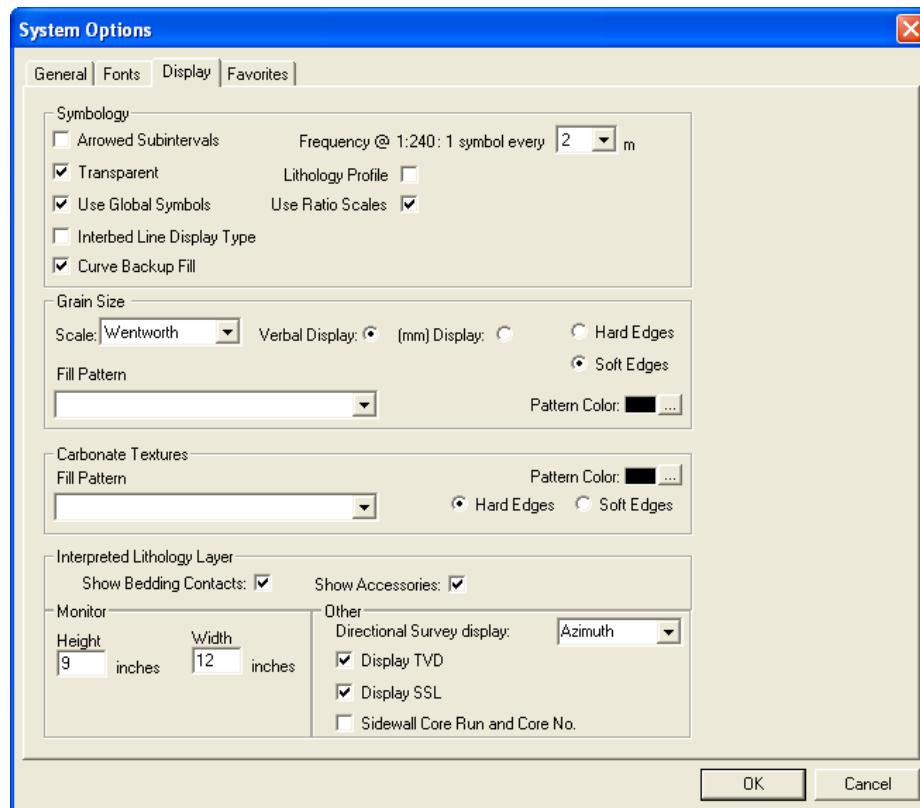 System Options
General Fonts Display Favorites
Symbology
Arrowed Subintervals Frequency @ 1:240: 1 symbol every 2 m
Transparent Lithology Profile
Use Global Symbols Use Ratio Scales
Interbed Line Display Type
Curve Backup Fill
Grain Size
Scale: Wentworth Verbal Display: (mm) Display: Hard Edges
Soft Edges
Fill Pattern
Pattern Color: ...
Carbonate Textures
Fill Pattern Pattern Color: ...
Hard Edges Soft Edges
Interpreted Lithology Layer
Show Bedding Contacts: Show Accessories:
Monitor
Height Width
9 inches 12 inches
Other
Directional Survey display: Azimuth
Display TVD
Display SSL
Sidewall Core Run and Core No.
OK Cancel